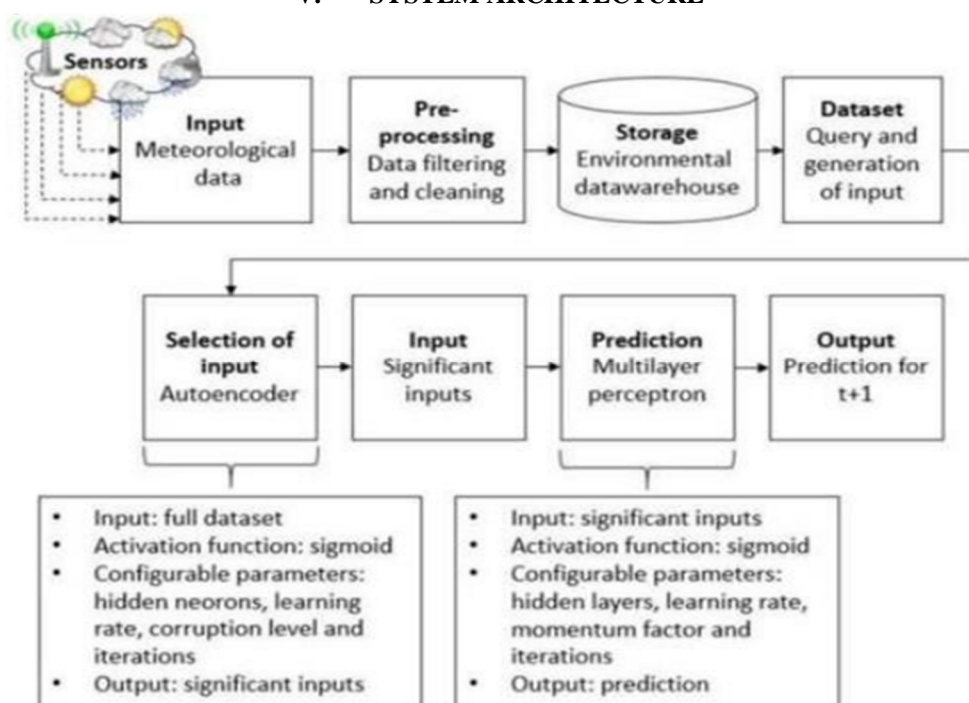 V. SYSTEM ARCHITECTURE
Sensors
Input
Meteorological
data
Pre-
processing
Data filtering
and cleaning
Storage
Environmental
datawarehouse
Dataset
Query and
generation
of input
Selection of
input
Autoencoder
Input
Significant
inputs
Prediction
Multilayer
perceptron
Output
Prediction for
t+1
• Input: full dataset
• Activation function: sigmoid
• Configurable parameters:
hidden neorons, learning
rate, corruption level and
iterations
• Output: significant inputs
• Input: significant inputs
• Activation function: sigmoid
• Configurable parameters:
hidden layers, learning rate,
momentum factor and
iterations
• Output: prediction